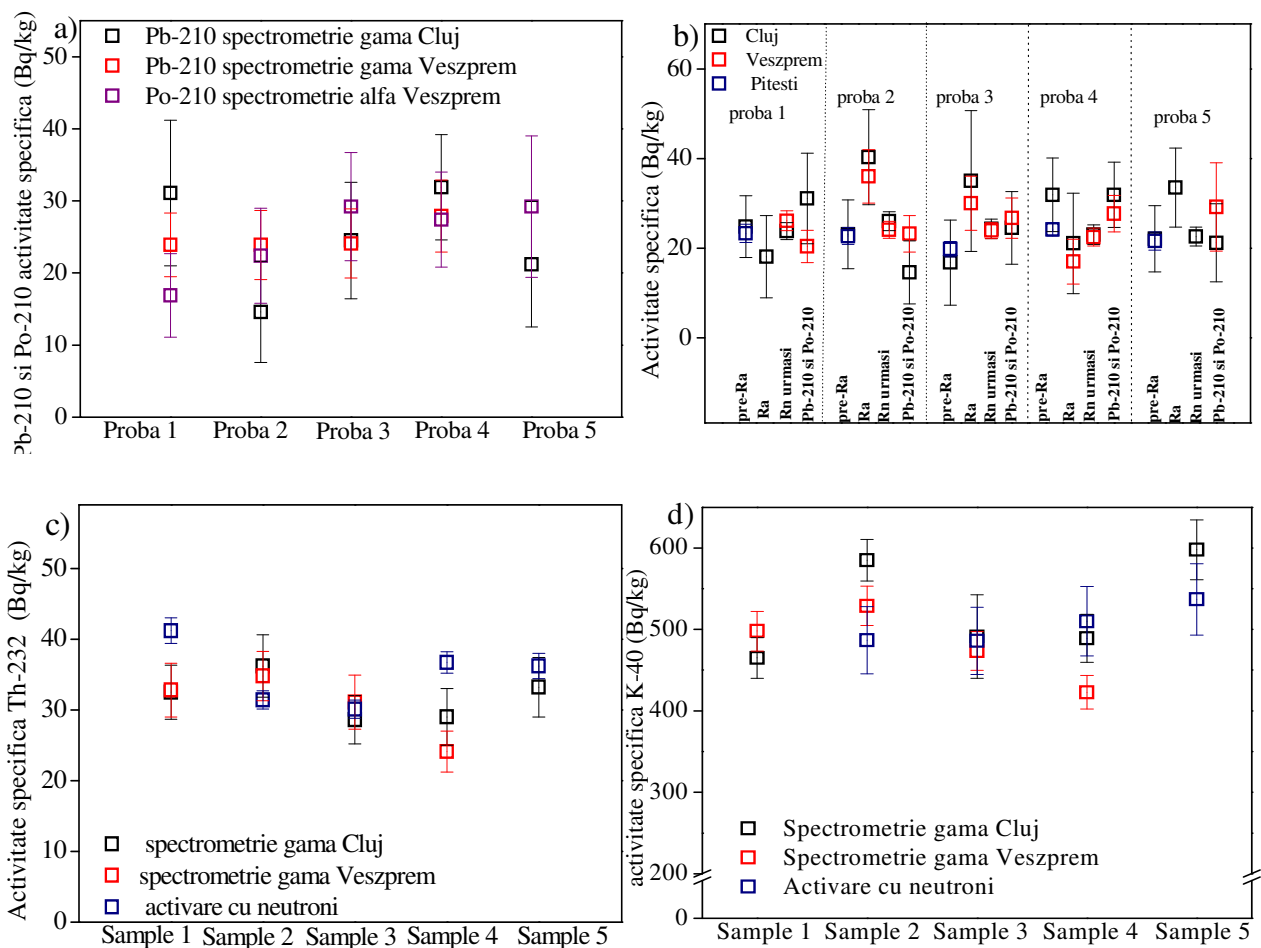 a)
Pb-210 spectrometrie gama Cluj
Pb-210 spectrometrie gama Veszprem
Po-210 spectrometrie alfa Veszprem
Pb-210 si Po-210 activitate specifica (Bq/kg)
50
40
30
20
10
0
Proba 1 Proba 2 Proba 3 Proba 4 Proba 5
b)
Cluj
Veszprem
Pitesti
Activitate specifica (Bq/kg)
60
40
20
0
proba 1
proba 2
proba 3
proba 4
proba 5
pre-Ra
Ra
Rn urmasi
Pb-210 si Po-210
pre-Ra
Ra
Rn urmasi
Pb-210 si Po-210
pre-Ra
Ra
Rn urmasi
Pb-210 si Po-210
pre-Ra
Ra
Rn urmasi
Pb-210 si Po-210
pre-Ra
Ra
Rn urmasi
Pb-210 si Po-210
c)
Activitate specifica Th-232 (Bq/kg)
50
40
30
20
10
0
spectrometrie gama Cluj
spectrometrie gama Veszprem
activare cu neutroni
Sample 1 Sample 2 Sample 3 Sample 4 Sample 5
d)
activitate specifica K-40 (Bq/kg)
600
500
400
300
200
0
Spectrometrie gama Cluj
Spectrometrie gama Veszprem
Activare cu neutroni
Sample 1 Sample 2 Sample 3 Sample 4 Sample 5